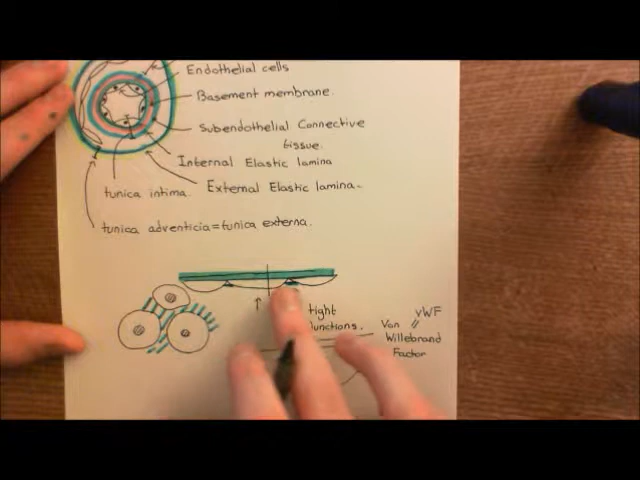 Endothelial cells
Basement membrane.
Subendothelial Connective
tissue.
Internal Elastic lamina
tunica intima.
External Elastic lamina.
tunica adventicia=tunica externa.
tight
junctions.
vWF
Von
Willebrand
Factor